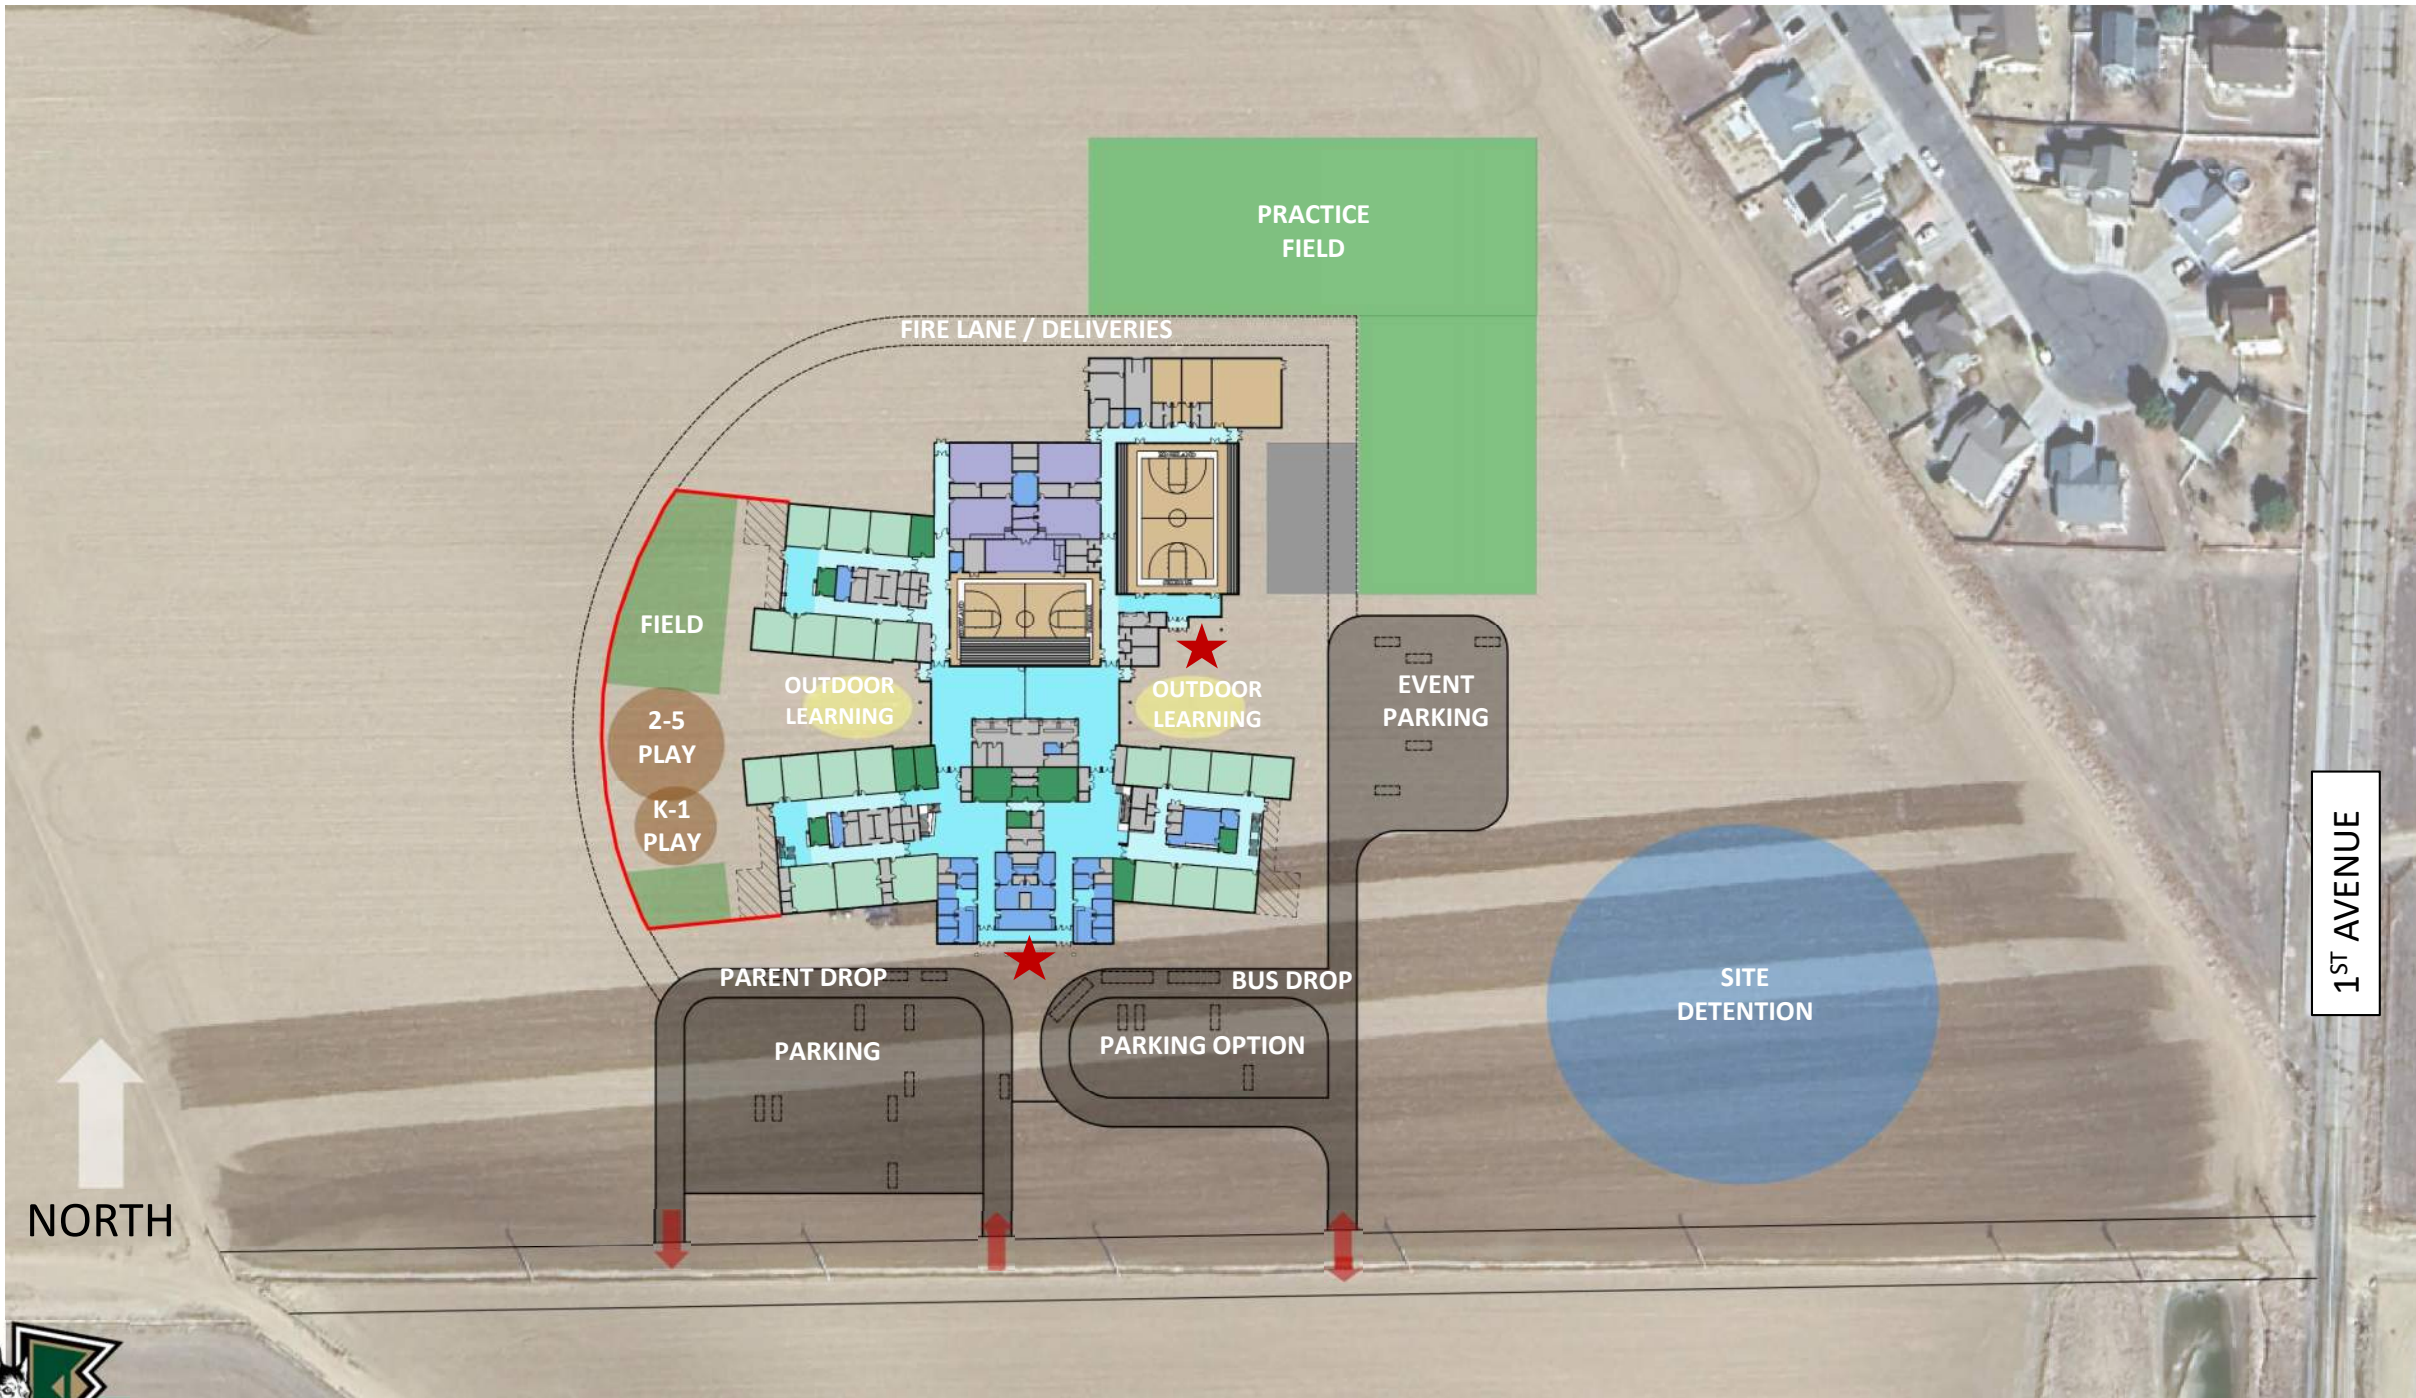 PRACTICE
FIELD
FIRE LANE / DELIVERIES
FIELD
OUTDOOR
LEARNING
OUTDOOR
LEARNING
EVENT
PARKING
2-5
PLAY
K-1
PLAY
1ST AVENUE
PARENT DROP
BUS DROP
SITE
DETENTION
PARKING
PARKING OPTION
NORTH